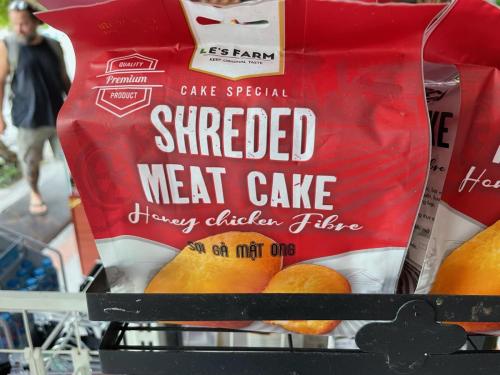 LE'S FARM
KEEP ORIGINAL TASTE
QUALITY
Premium
PRODUCT
CAKE SPECIAL
SHREDED
MEAT CAKE
Honey chicken Fibre
SỢI GÀ MẬT ONG
Ho